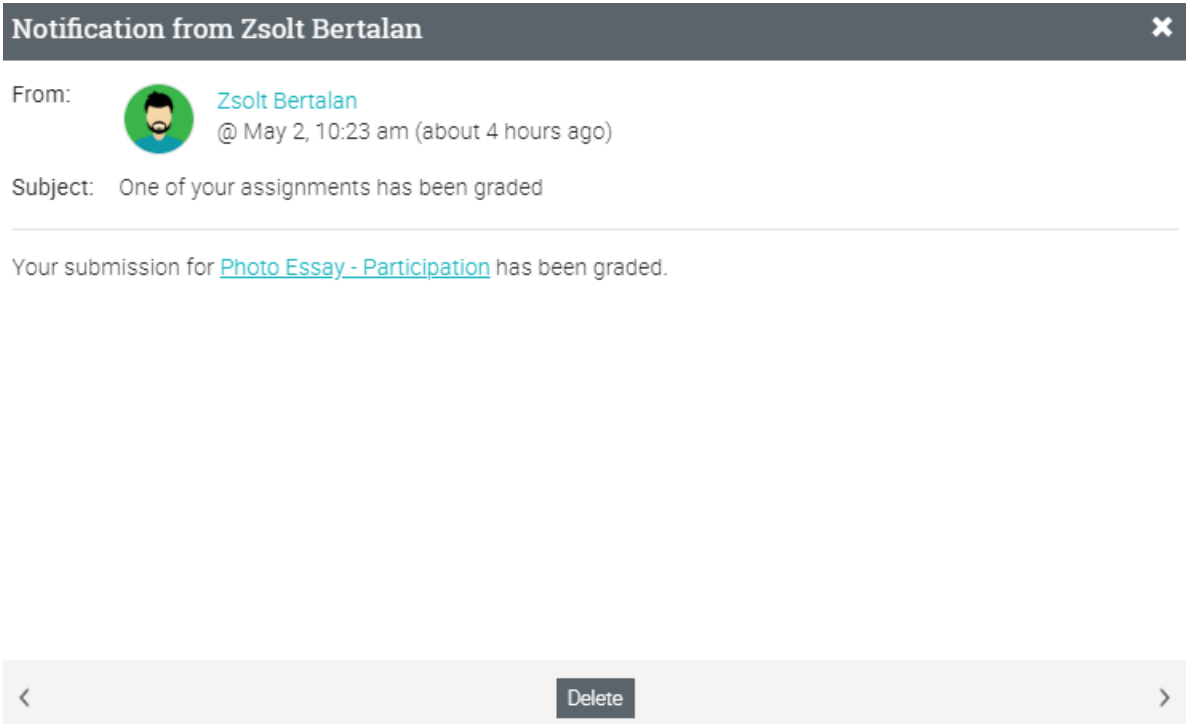 Notification from Zsolt Bertalan
From:
Zsolt Bertalan
@ May 2, 10:23 am (about 4 hours ago)
Subject: One of your assignments has been graded
Your submission for Photo Essay - Participation has been graded.
Delete